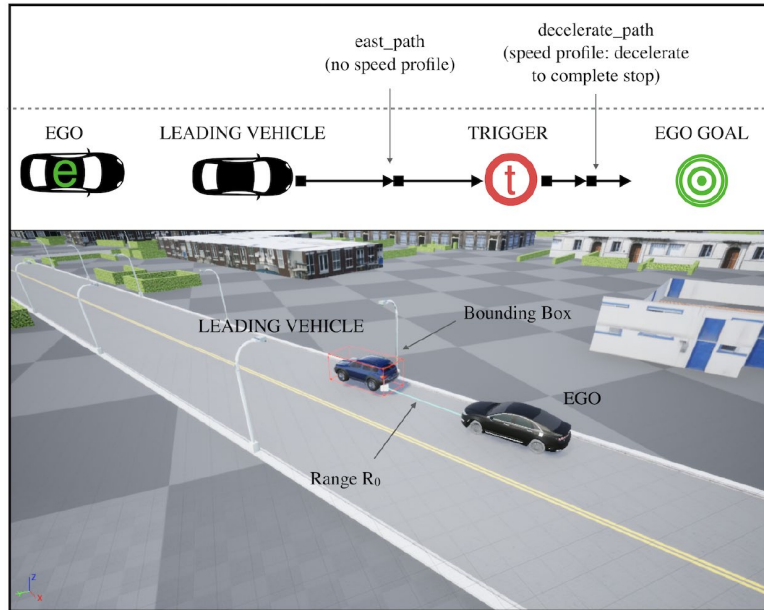 east_path
(no speed profile)
decelerate_path
(speed profile: decelerate
to complete stop)
EGO
LEADING VEHICLE
TRIGGER
EGO GOAL
e
t
LEADING VEHICLE
Bounding Box
EGO
Range R₀
z
x